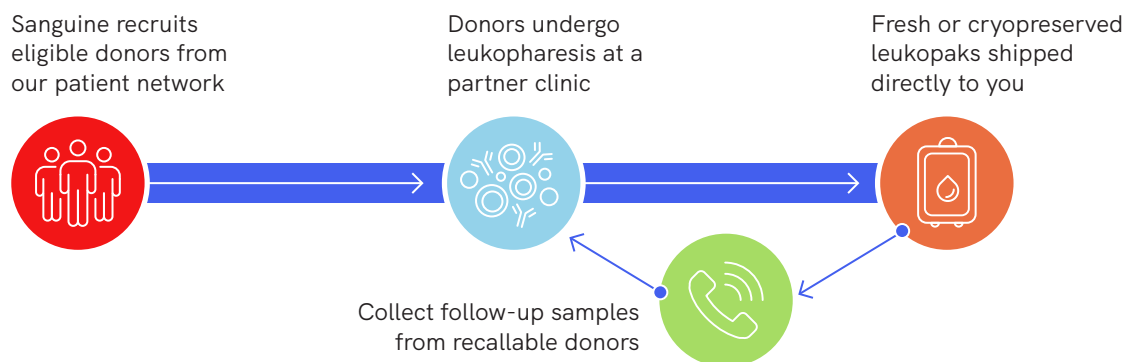 Sanguine recruits
eligible donors from
our patient network
Donors undergo
leukopharesis at a
partner clinic
Fresh or cryopreserved
leukopaks shipped
directly to you
Collect follow-up samples
from recallable donors